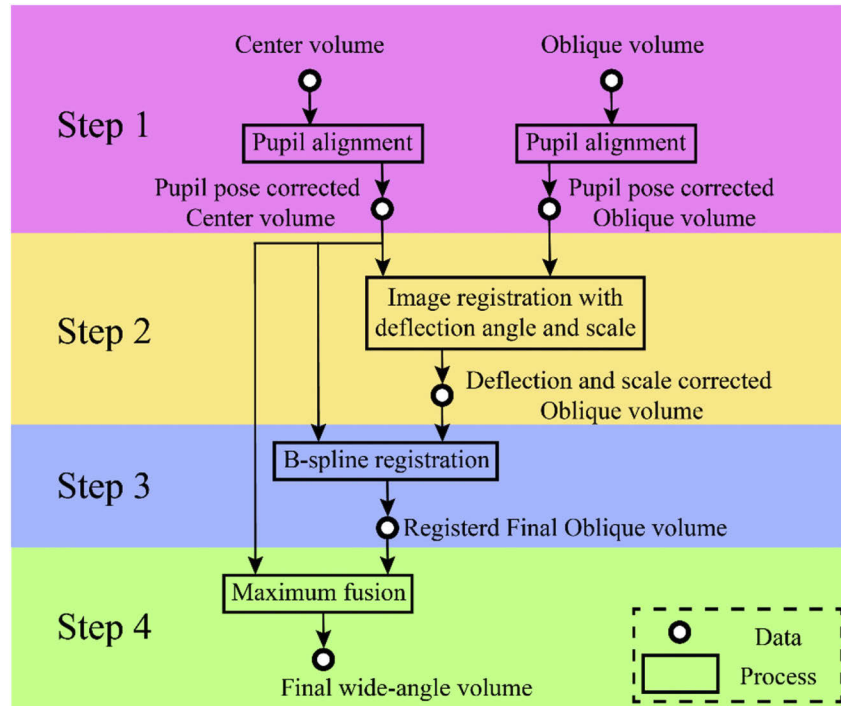 Center volume
Oblique volume
Step 1
Pupil alignment
Pupil alignment
Pupil pose corrected
Center volume
Pupil pose corrected
Oblique volume
Step 2
Image registration with
deflection angle and scale
Deflection and scale corrected
Oblique volume
Step 3
B-spline registration
Registerd Final Oblique volume
Step 4
Maximum fusion
Final wide-angle volume
Data
Process